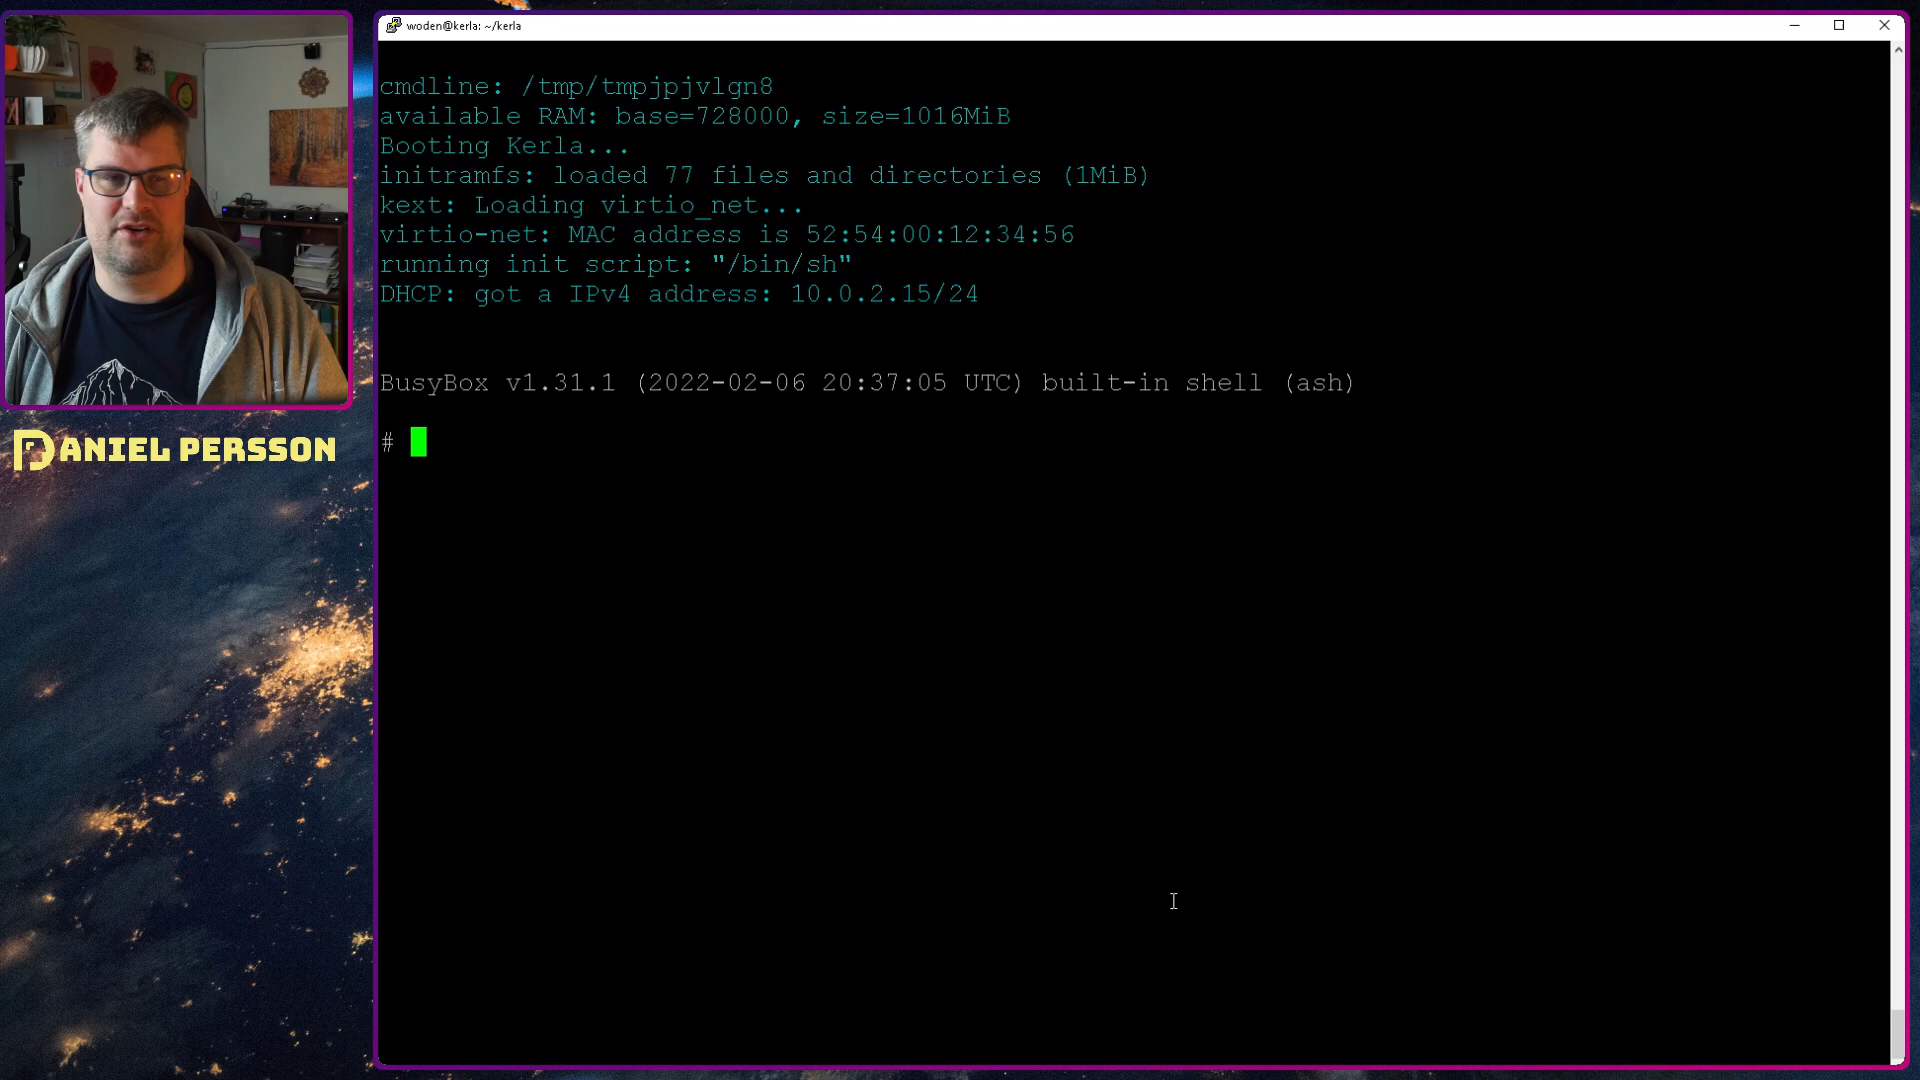 woden@kerla: ~/kerla
cmdline: /tmp/tmpjpjvlgn8
available RAM: base=728000, size=1016MiB
Booting Kerla...
initramfs: loaded 77 files and directories (1MiB)
kext: Loading virtio_net...
virtio-net: MAC address is 52:54:00:12:34:56
running init script: "/bin/sh"
DHCP: got a IPv4 address: 10.0.2.15/24
BusyBox v1.31.1 (2022-02-06 20:37:05 UTC) built-in shell (ash)
#
DANIEL PERSSON